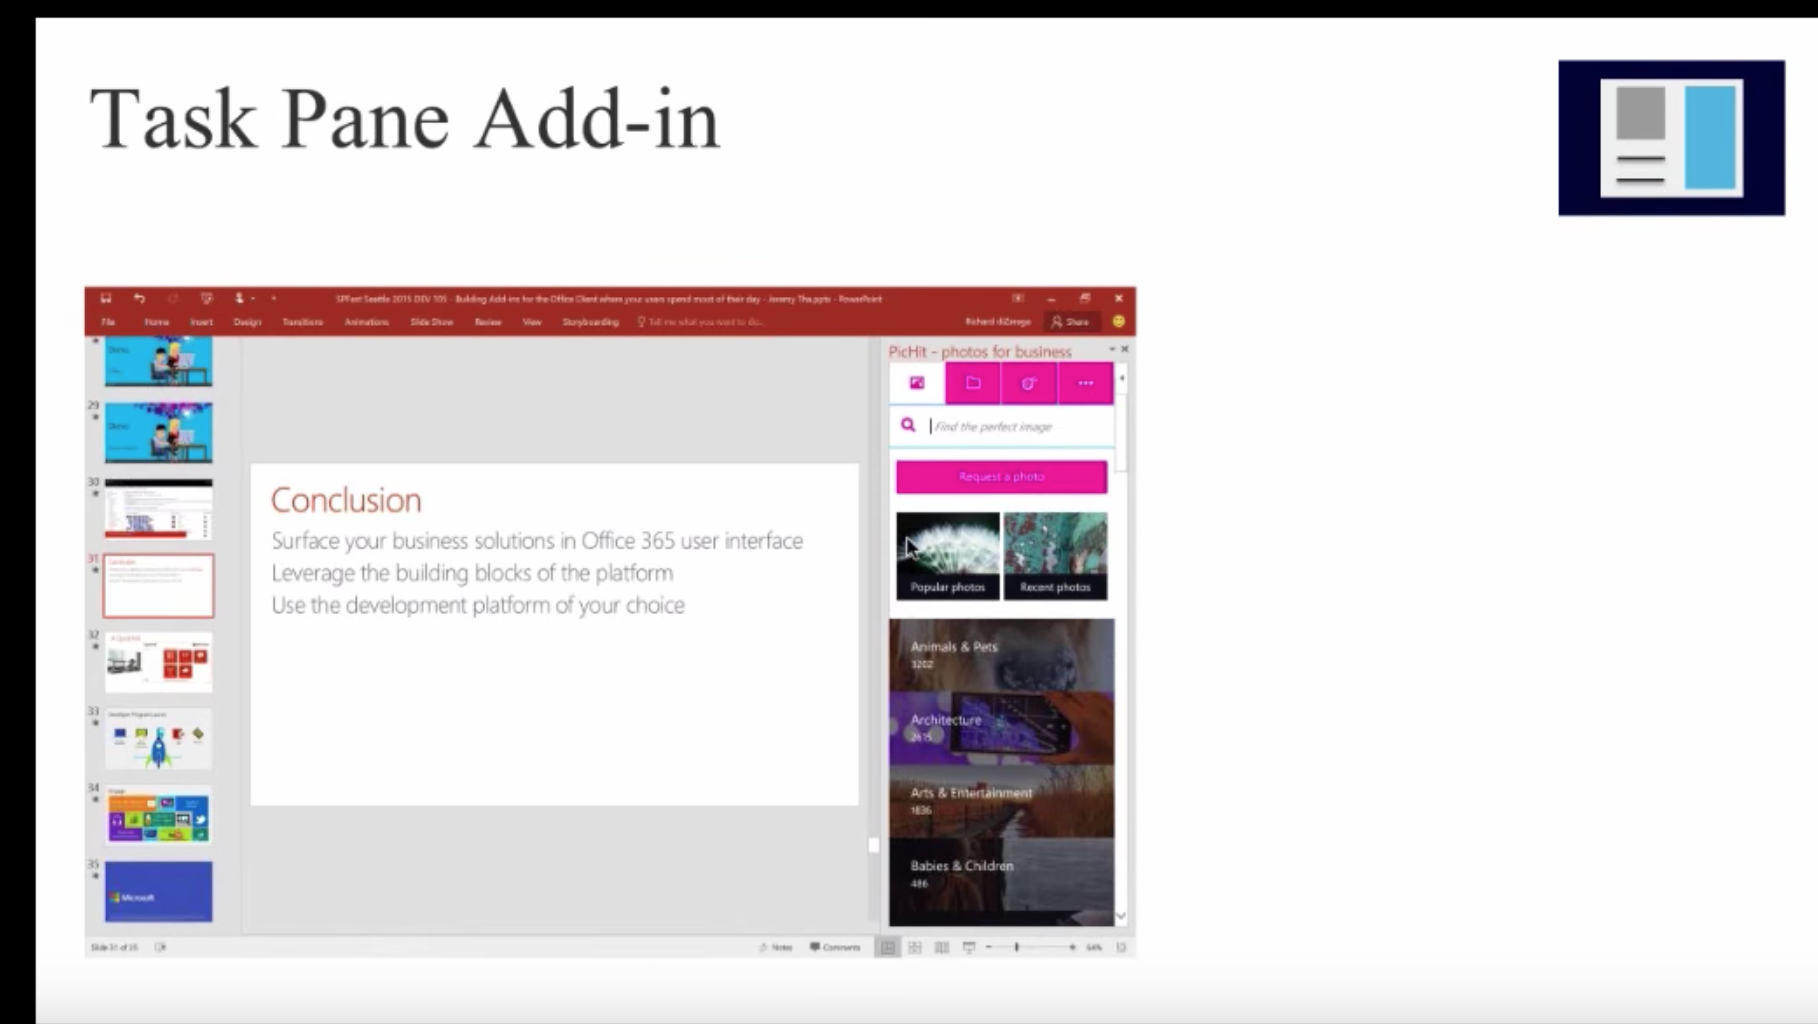 Task Pane Add-in
SPFest Seattle 2015 DEV 105 - Building Add-ins for the Office Client where your users spend most of their day - Jeremy Tha.pptx - PowerPoint
File Home Insert Design Transitions Animations Slide Show Review View Storyboarding Tell me what you want to do... Richard diZerega Share
PicHit - photos for business
Find the perfect image
Request a photo
Popular photos Recent photos
Animals & Pets
3202
Architecture
2615
Arts & Entertainment
1836
Babies & Children
486
29
30
31
32
33
34
35
Conclusion
Surface your business solutions in Office 365 user interface
Leverage the building blocks of the platform
Use the development platform of your choice
Microsoft
Slide 31 of 35 Notes Comments 64%